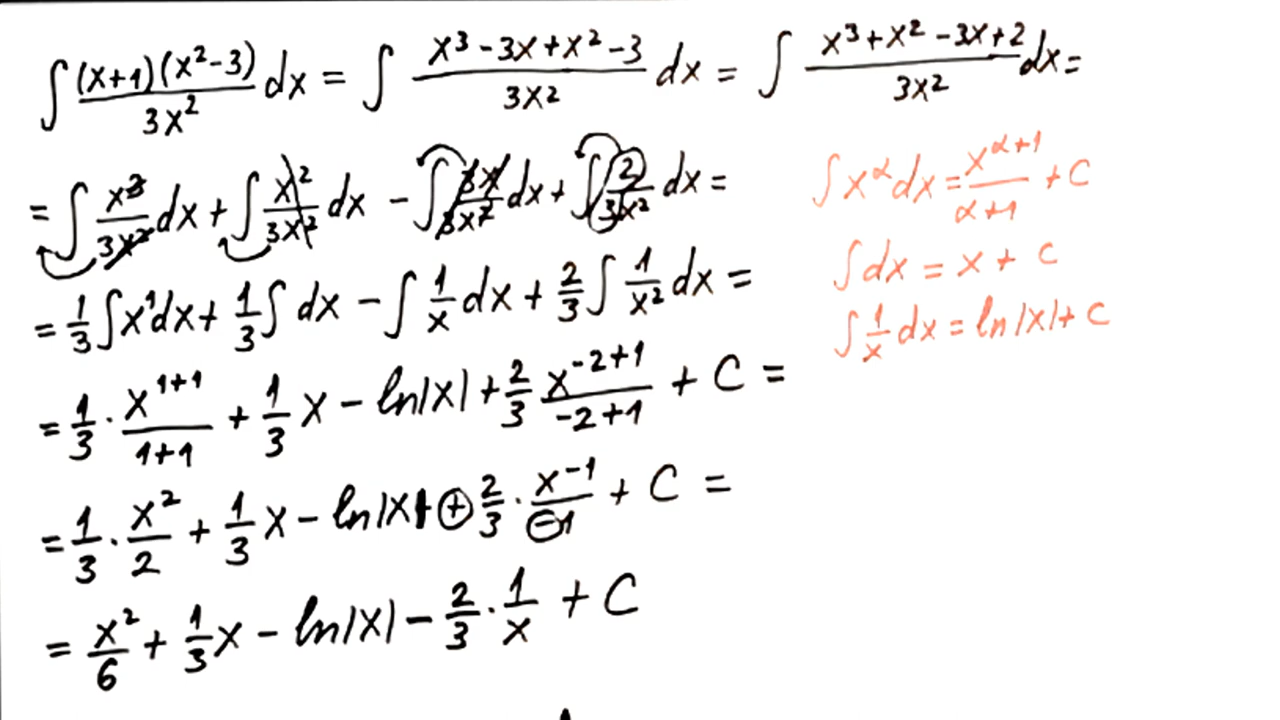 ∫ (x+1)(x²-3)/3x² dx = ∫ x³-3x+x²-3/3x² dx = ∫ x³+x²-3x+2/3x² dx =
= ∫ x³/3x² dx + ∫ x²/3x² dx - ∫ 3x/3x² dx + ∫ 2/3x² dx =
∫ x^α dx = x^(α+1)/α+1 + C
= 1/3 ∫ x¹dx + 1/3 ∫ dx - ∫ 1/x dx + 2/3 ∫ 1/x² dx =
∫ dx = x + C
∫ 1/x dx = ln|x| + C
= 1/3 · x^(1+1)/1+1 + 1/3 x - ln|x| + 2/3 x^(-2+1)/-2+1 + C =
= 1/3 · x²/2 + 1/3 x - ln|x| + 2/3 · x^(-1)/-1 + C =
= x²/6 + 1/3 x - ln|x| - 2/3 · 1/x + C